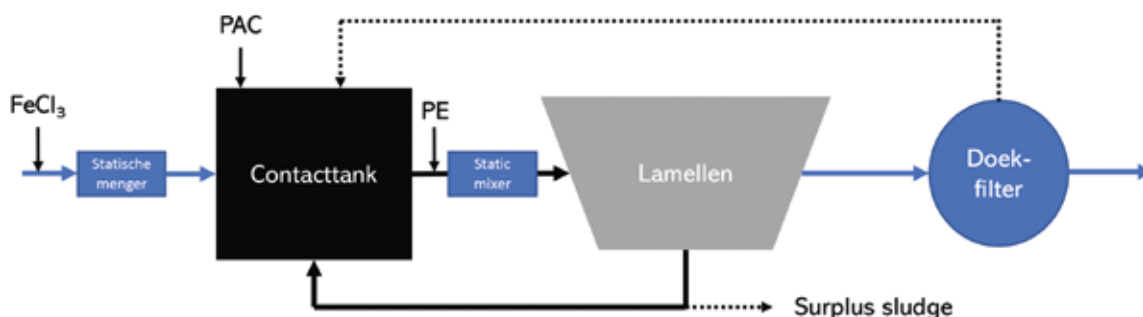 PAC
FeCl₃
PE
Statische
menger
Contacttank
Static
mixer
Lamellen
Doek-
filter
Surplus sludge